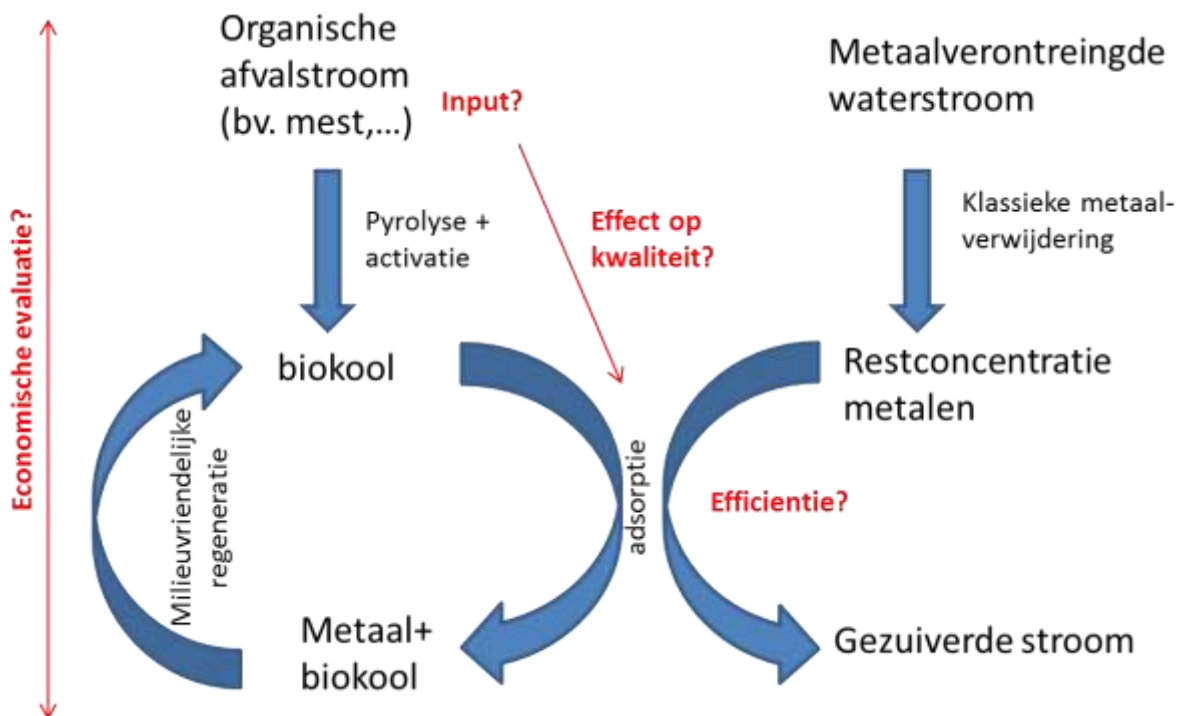 Organische
afvalstroom
(bv. mest,...)
Input?
Metaalverontreingde
waterstroom
Economische evaluatie?
Pyrolyse +
activatie
Effect op
kwaliteit?
Klassieke metaal-
verwijdering
biokool
Restconcentratie
metalen
Milieuvriendelijke
regeneratie
adsorptie
Efficientie?
Metaal+
biokool
Gezuiverde stroom